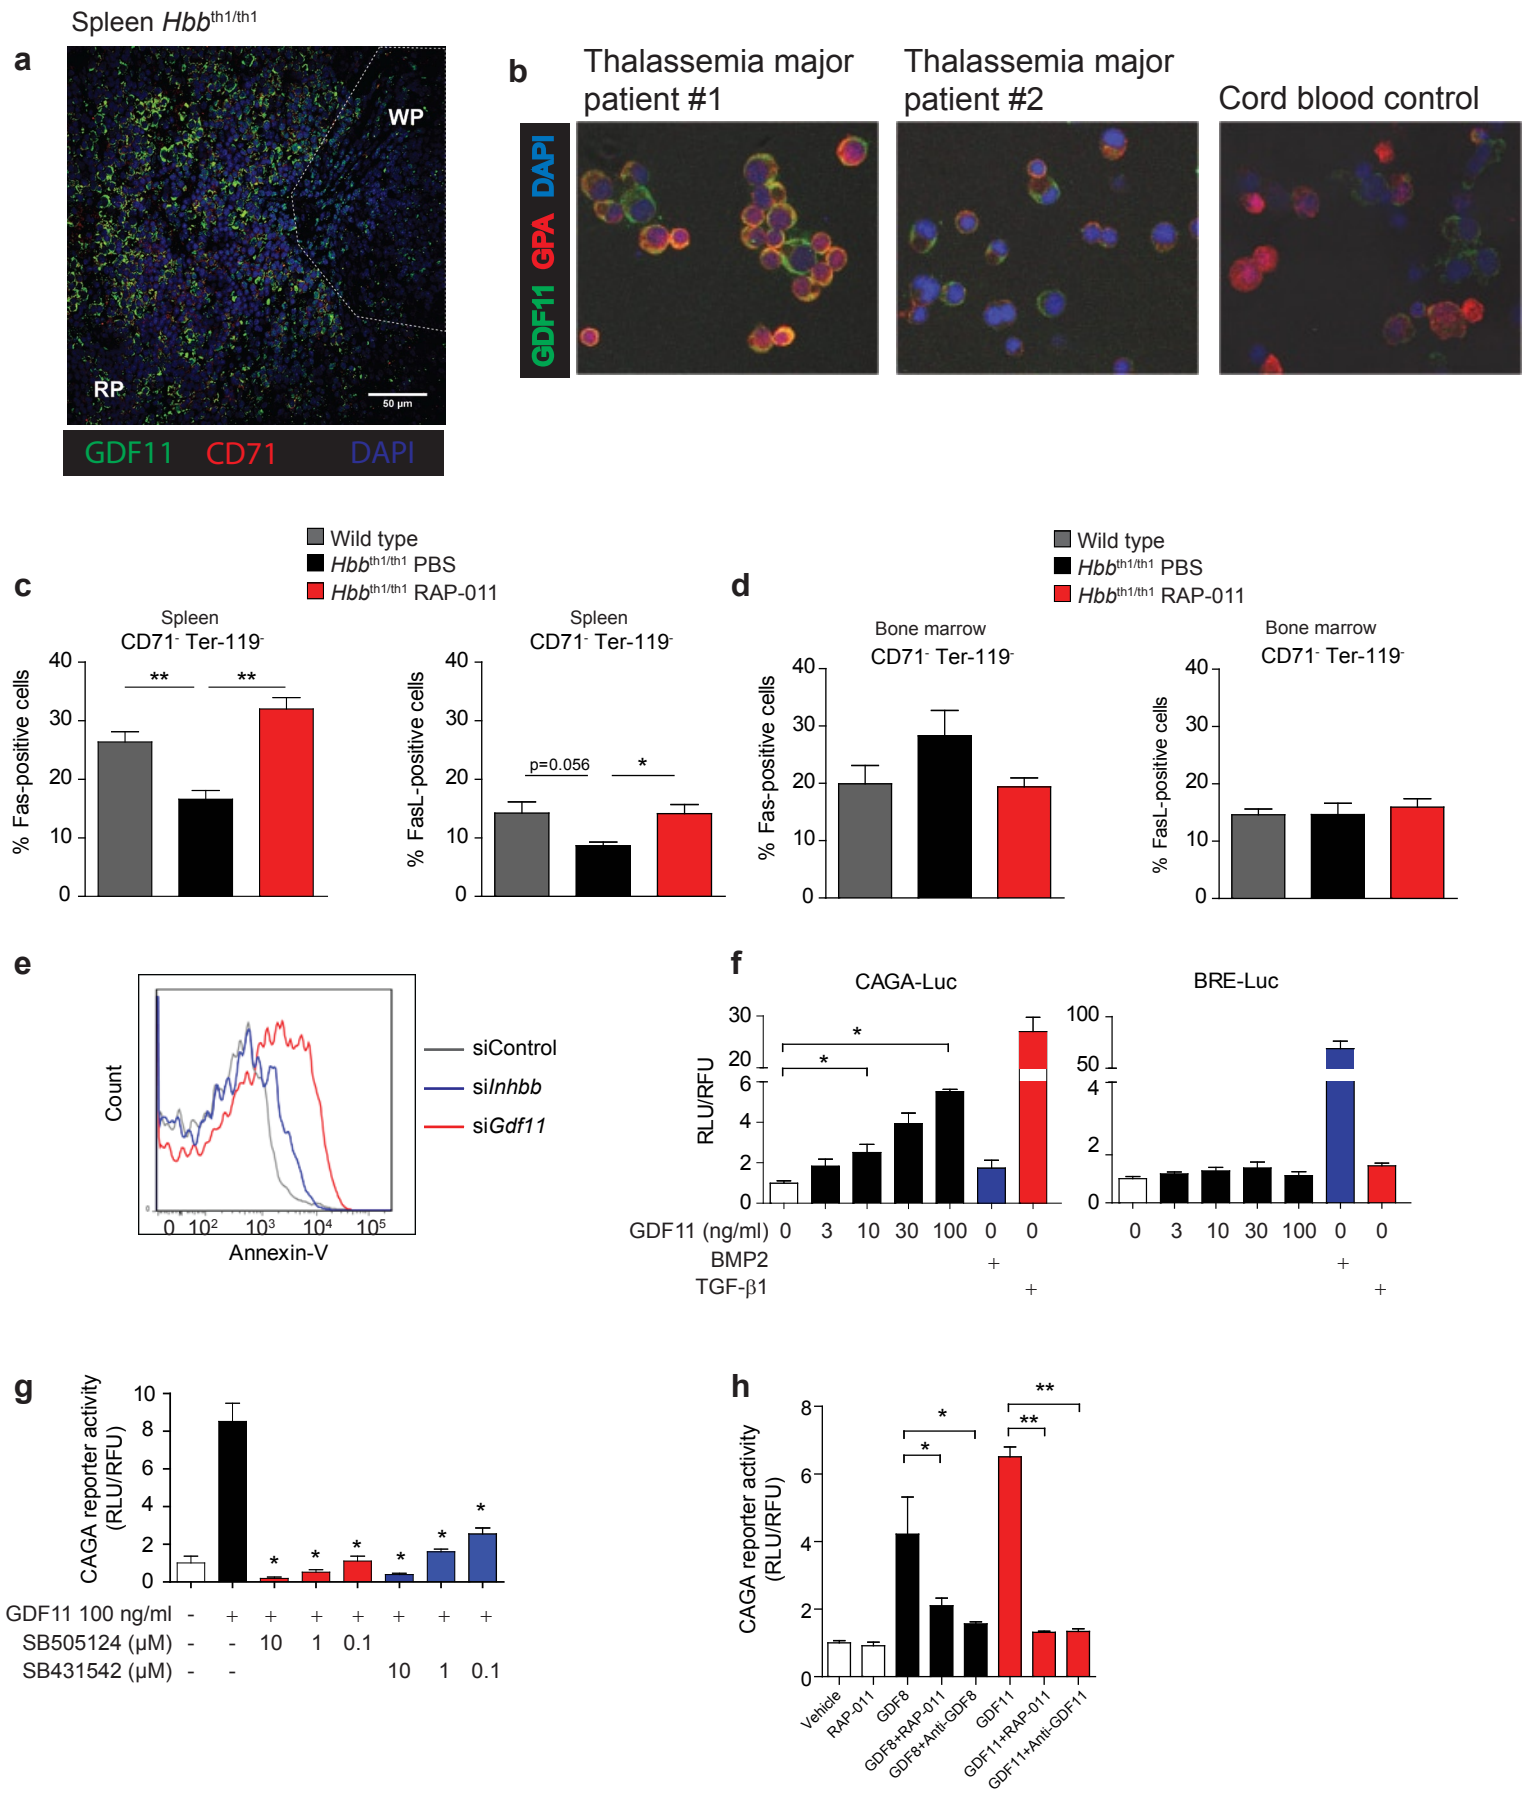 Spleen Hbbth1/th1
a
WP
RP
50 µm
GDF11 CD71 DAPI
b
Thalassemia major
patient #1
Thalassemia major
patient #2
Cord blood control
GDF11 GPA DAPI
c
Wild type
Hbbth1/th1 PBS
Hbbth1/th1 RAP-011
Spleen
CD71- Ter-119-
% Fas-positive cells
40
30
20
10
0
** **
Spleen
CD71- Ter-119-
% FasL-positive cells
40
30
20
10
0
p=0.056 *
d
Wild type
Hbbth1/th1 PBS
Hbbth1/th1 RAP-011
Bone marrow
CD71- Ter-119-
% Fas-positive cells
40
30
20
10
0
Bone marrow
CD71- Ter-119-
% FasL-positive cells
40
30
20
10
0
e
Count
0
0 102 103 104 105
Annexin-V
siControl
siInhbb
siGdf11
f
CAGA-Luc
RLU/RFU
30
20
6
4
2
0
*
*
BRE-Luc
100
50
4
2
0
GDF11 (ng/ml) 0 3 10 30 100 0 0 0 3 10 30 100 0 0
BMP2 + +
TGF-β1 + +
g
CAGA reporter activity
(RLU/RFU)
10
8
6
4
2
0
* * * * * *
GDF11 100 ng/ml - + + + + + + +
SB505124 (µM) - - 10 1 0.1
SB431542 (µM) - - 10 1 0.1
h
CAGA reporter activity
(RLU/RFU)
8
6
4
2
0
*
*
**
**
Vehicle
RAP-011
GDF8
GDF8+RAP-011
GDF8+Anti-GDF8
GDF11
GDF11+RAP-011
GDF11+Anti-GDF11